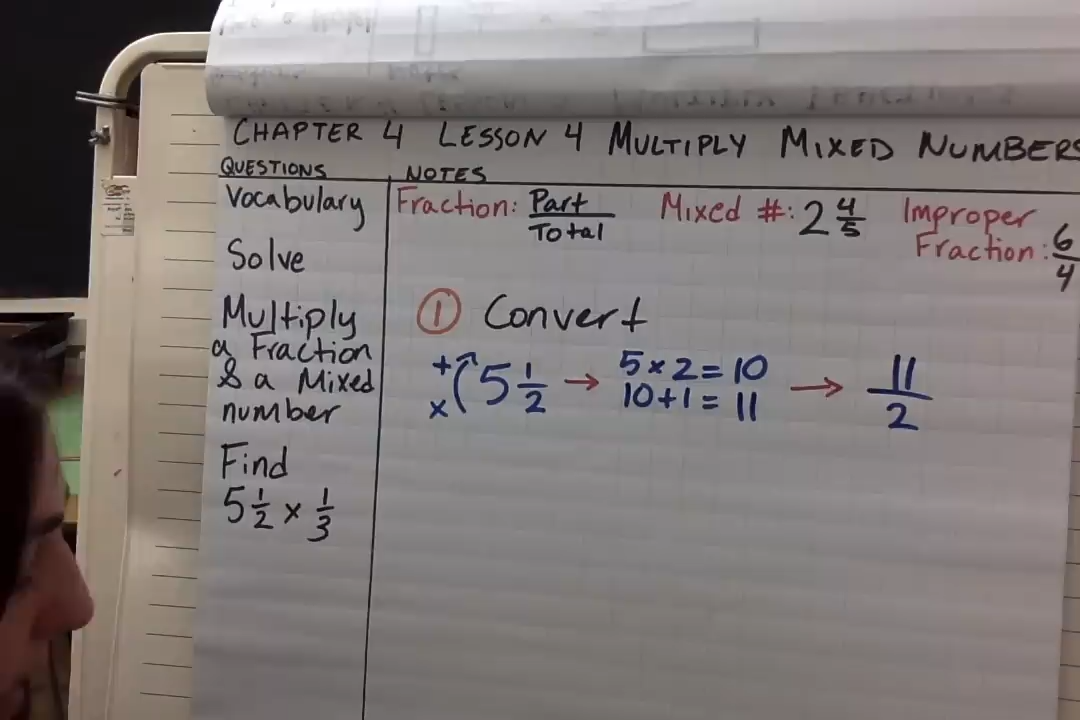 CHAPTER 4 LESSON 4 MULTIPLY MIXED NUMBERS
QUESTIONS
NOTES
Vocabulary
Fraction: Part/Total
Mixed #: 2 4/5
Improper
Fraction: 6/4
Solve
Multiply
a Fraction
& a Mixed
number
① Convert
+
x
5 1/2 → 5 x 2 = 10
10 + 1 = 11 → 11/2
Find
5 1/2 x 1/3